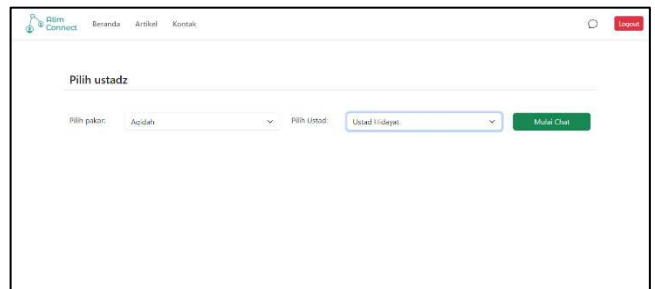 Alim
Connect Beranda Artikel Kontak Logout
Pilih ustadz
Pilih pakar: Aqidah Pilih Ustad: Ustad Hidayat Mulai Chat